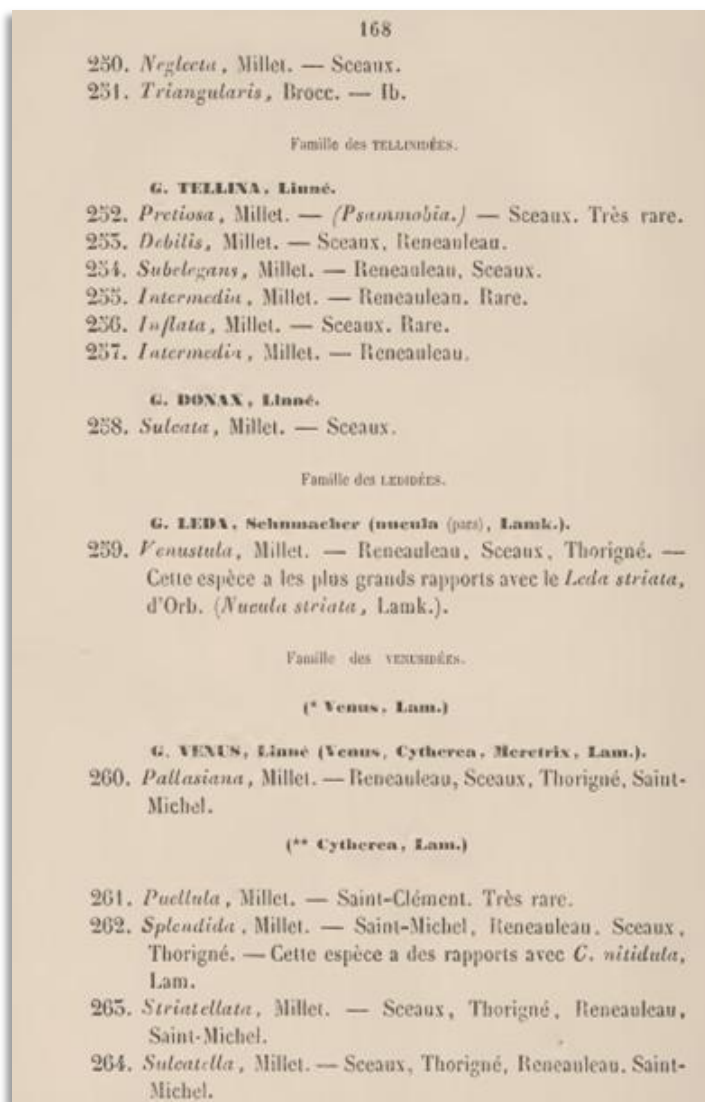 168
250. Neglecta, Millet. — Sceaux.
251. Triangularis, Brocc. — Ib.
Famille des TELLINIDÉES.
G. TELLINA, Linné.
252. Pretiosa, Millet. — (Psammobia.) — Sceaux. Très rare.
253. Debilis, Millet. — Sceaux, Reneauleau.
254. Subelegans, Millet. — Reneauleau, Sceaux.
255. Intermedia, Millet. — Reneauleau. Rare.
256. Inflata, Millet. — Sceaux. Rare.
257. Intermedia, Millet. — Reneauleau.
G. DONAX, Linné.
258. Sulcata, Millet. — Sceaux.
Famille des LEDIDÉES.
G. LEDA, Schumacher (nucula (pars), Lamk.).
259. Venustula, Millet. — Reneauleau, Sceaux, Thorigné. —
Cette espèce a les plus grands rapports avec le Leda striata,
d'Orb. (Nucula striata, Lamk.).
Famille des VENUSIDÉES.
(* Venus, Lam.)
G. VENUS, Linné (Venus, Cytherea, Meretrix, Lam.).
260. Pallasiana, Millet. — Reneauleau, Sceaux, Thorigné, Saint-
Michel.
(** Cytherea, Lam.)
261. Puellula, Millet. — Saint-Clément. Très rare.
262. Splendida, Millet. — Saint-Michel, Reneauleau. Sceaux,
Thorigné. — Cette espèce a des rapports avec C. nitidula,
Lam.
263. Striatellata, Millet. — Sceaux, Thorigné, Reneauleau,
Saint-Michel.
264. Sulcatella, Millet. — Sceaux, Thorigné, Reneauleau. Saint-
Michel.